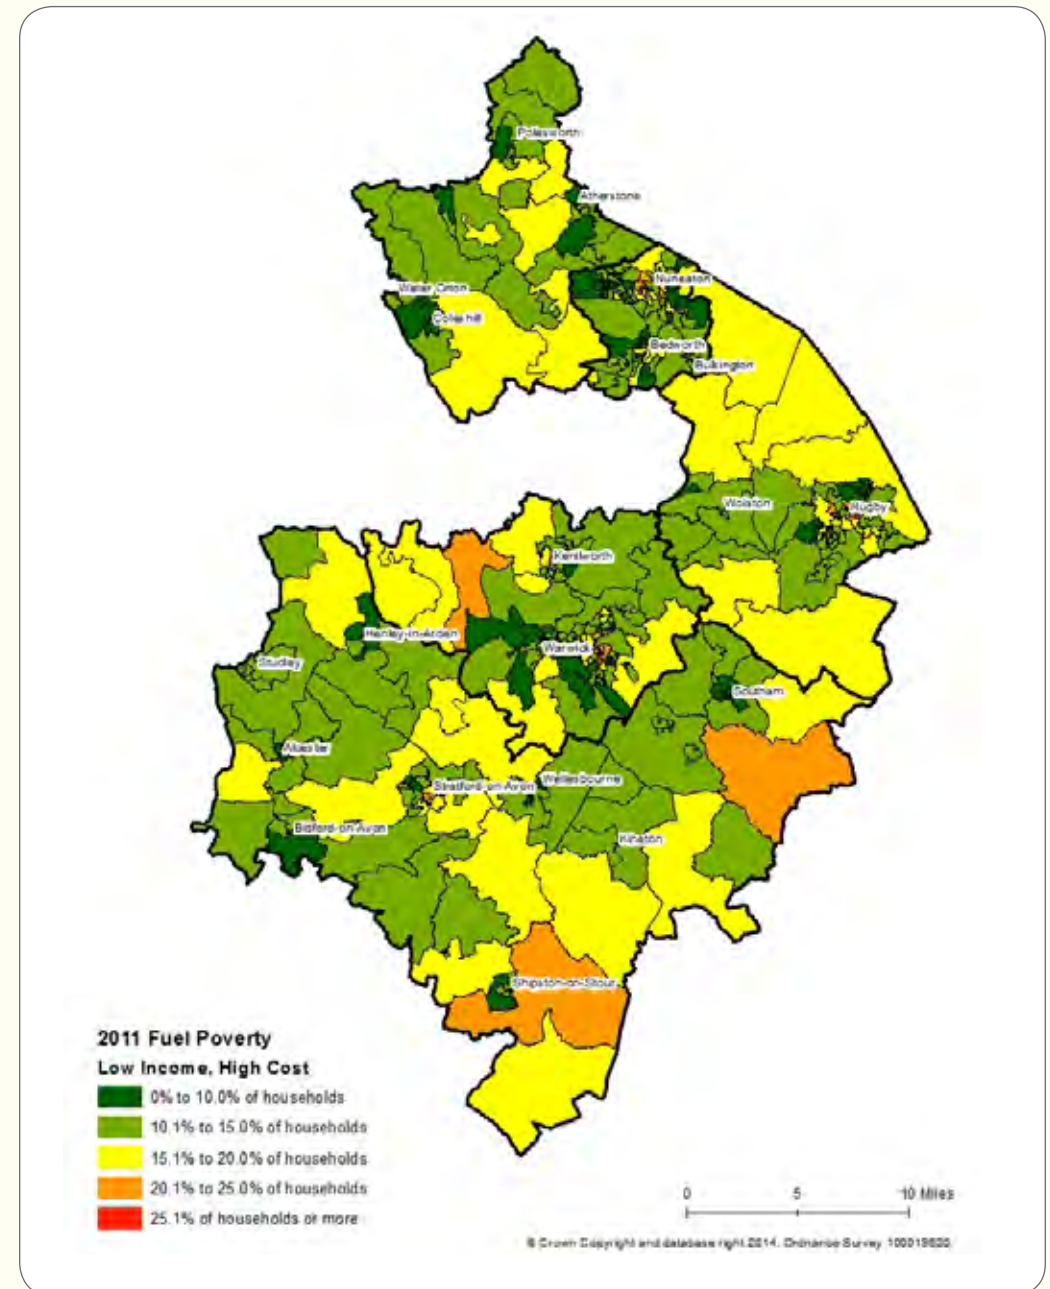 Polesworth
Atherstone
Nuneaton
Water Orton
Coleshill
Bedworth
Bulkington
Wolston
Rugby
Kenilworth
Henley-in-Arden
Warwick
Studley
Southam
Alcester
Wellesbourne
Stratford-on-Avon
Bidford-on-Avon
Kineton
Shipston-on-Stour
2011 Fuel Poverty
Low Income, High Cost
0% to 10.0% of households
10.1% to 15.0% of households
15.1% to 20.0% of households
20.1% to 25.0% of households
25.1% of households or more
0 5 10 Miles
© Crown Copyright and database right 2014. Ordnance Survey 100019520.